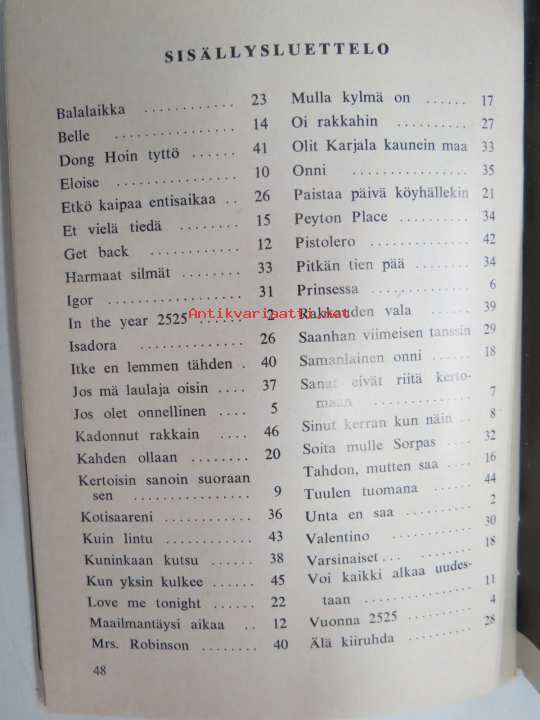 SISÄLLYSLUETTELO
Balalaikka ............ 23
Belle ............... 14
Dong Hoin tyttö ...... 41
Eloise ............... 10
Etkö kaipaa entisaikaa .. 26
Et vielä tiedä ........ 15
Get back ........... 12
Harmaat silmät ........ 33
Igor ................. 31
In the year 2525 ...... 2
Isadora ............. 26
Itke en lemmen tähden . 40
Jos mä laulaja oisin .... 37
Jos olet onnellinen .... 5
Kadonnut rakkain .... 46
Kahden ollaan ........ 20
Kertoisin sanoin suoraan
sen ............... 9
Kotisaareni ........... 36
Kuin lintu ........... 43
Kuninkaan kutsu ...... 38
Kun yksin kulkee ...... 45
Love me tonight ...... 22
Maailmantäysi aikaa .. 12
Mrs. Robinson ........ 40
48
Mulla kylmä on ...... 17
Oi rakkahin .......... 27
Olit Karjala kaunein maa 33
Onni ............... 35
Paistaa päivä köyhällekin 21
Peyton Place .......... 34
Pistolero ............. 42
Pitkän tien pää ...... 34
Prinsessa ............. 6
Rakkauden vala ...... 39
Saanhan viimeisen tanssin 29
Samanlainen onni ...... 18
Sanat eivät riitä kerto-
maan ............. 7
Sinut kerran kun näin .. 8
Soita mulle Sorpas .... 32
Tahdon, mutten saa .... 16
Tuulen tuomana ...... 44
Unta en saa .......... 2
Valentino ........... 30
Varsinaiset ... ....... 18
Voi kaikki alkaa uudes-
taan ............. 11
Vuonna 2525 ........ 4
Älä kiiruhda .......... 28
Antikvariaatti.net